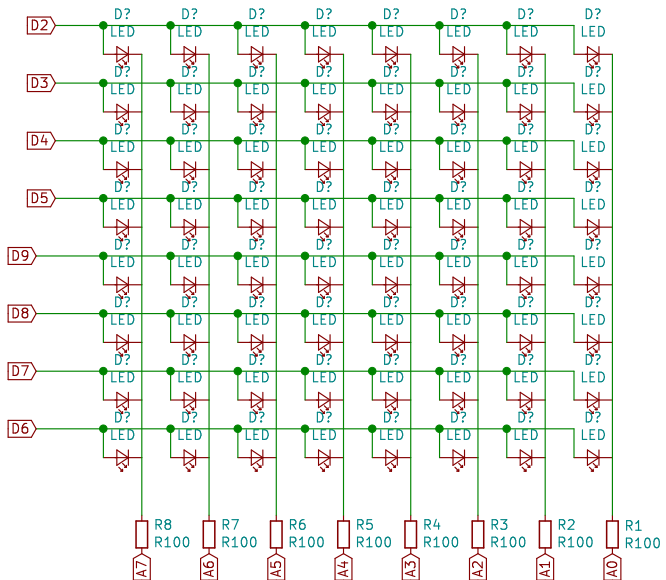 D2 D? D? D? D? D? D? D? D?
LED LED LED LED LED LED LED LED
D3 D? D? D? D? D? D? D? D?
LED LED LED LED LED LED LED LED
D4 D? D? D? D? D? D? D? D?
LED LED LED LED LED LED LED LED
D5 D? D? D? D? D? D? D? D?
LED LED LED LED LED LED LED LED
D9 D? D? D? D? D? D? D? D?
LED LED LED LED LED LED LED LED
D8 D? D? D? D? D? D? D? D?
LED LED LED LED LED LED LED LED
D7 D? D? D? D? D? D? D? D?
LED LED LED LED LED LED LED LED
D6 D? D? D? D? D? D? D? D?
LED LED LED LED LED LED LED LED
R8 R7 R6 R5 R4 R3 R2 R1
R100 R100 R100 R100 R100 R100 R100 R100
A7 A6 A5 A4 A3 A2 A1 A0